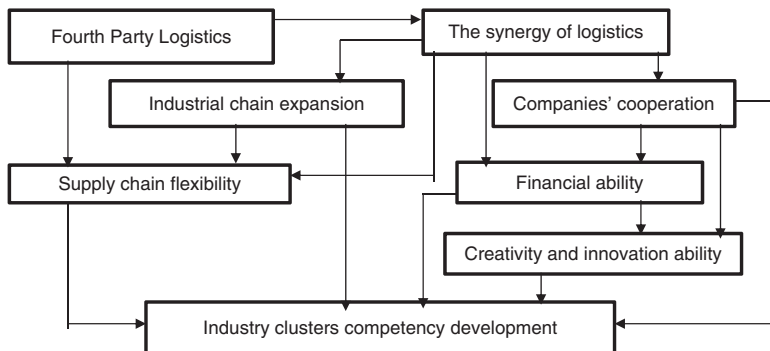 Fourth Party Logistics
The synergy of logistics
Industrial chain expansion
Companies’ cooperation
Supply chain flexibility
Financial ability
Creativity and innovation ability
Industry clusters competency development